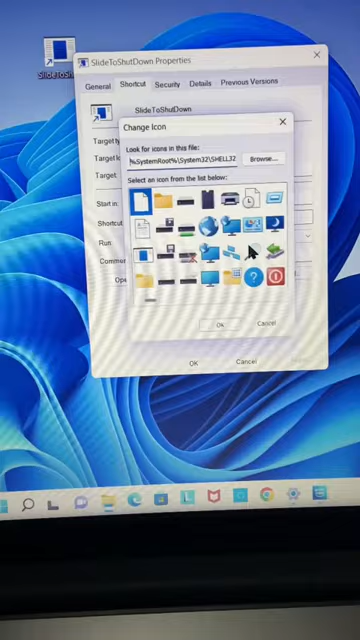 SlideToShutDown Properties
General
Shortcut
Security
Details
Previous Versions
SlideToShutDown
Change Icon
Look for icons in this file:
%SystemRoot%\System32\SHELL32
Browse...
Select an icon from the list below:
Target
Start in:
Shortcut
Run
OK
Cancel
OK
Cancel